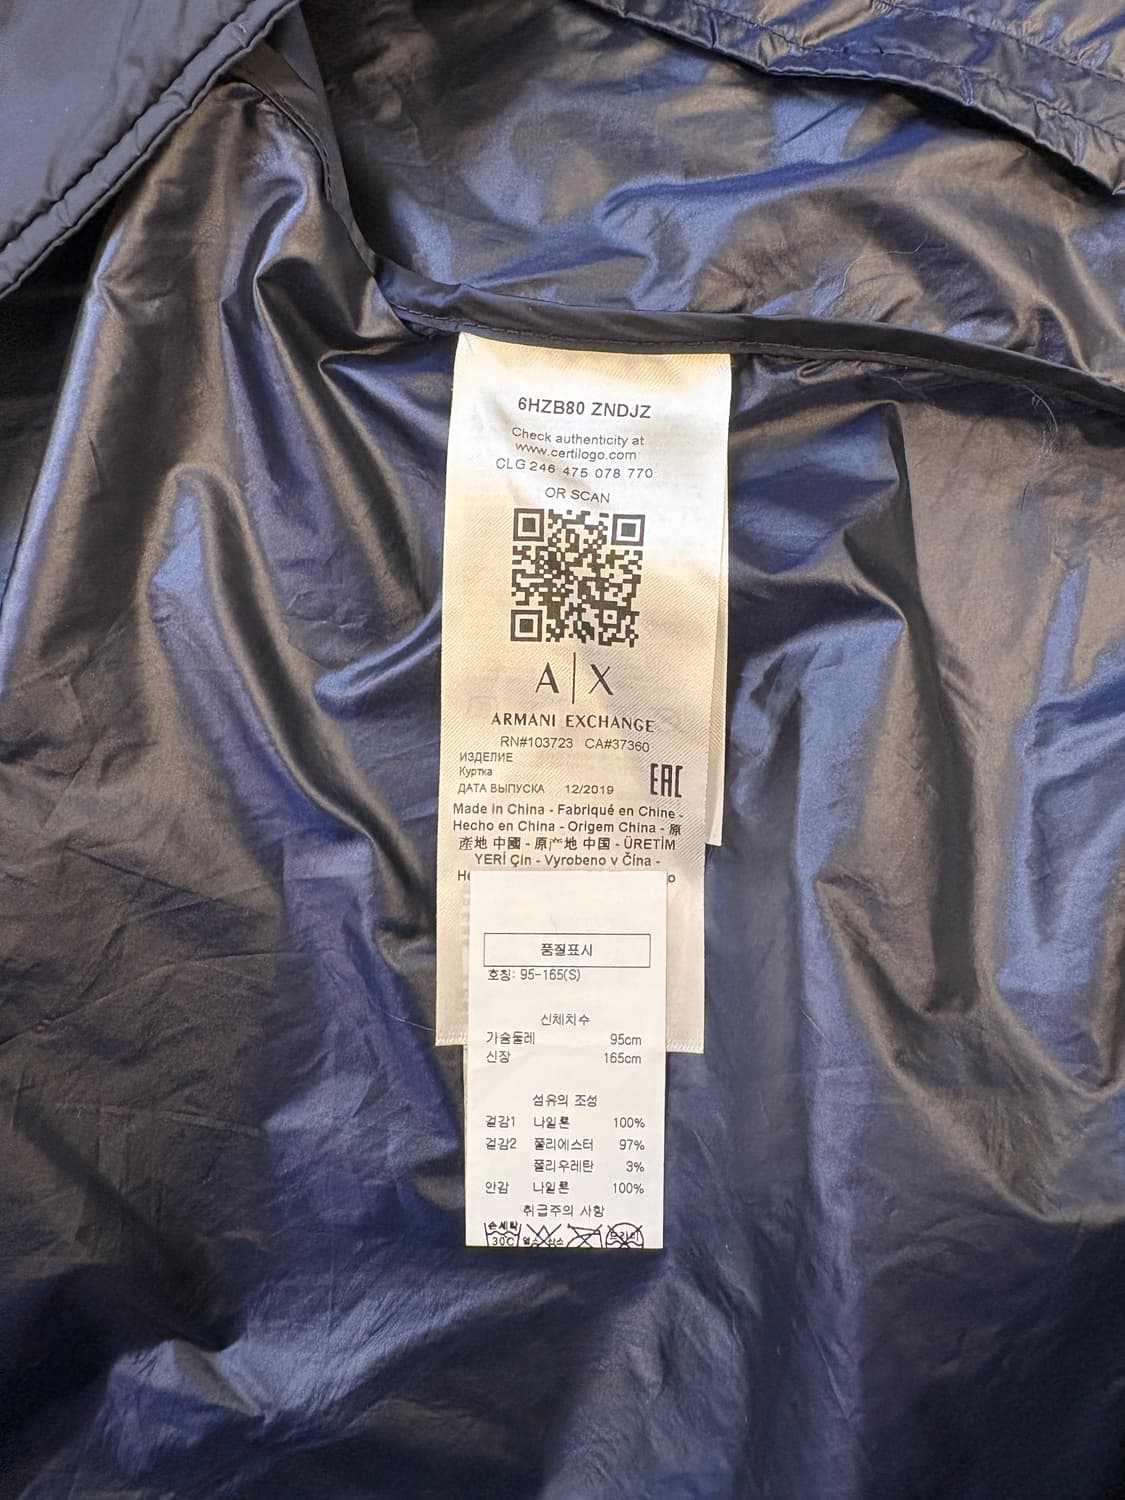 6HZB80 ZNDJZ
Check authenticity at
www.certilogo.com
CLG 246 475 078 770
OR SCAN
A|X
ARMANI EXCHANGE
RN#103723 CA#37360
ИЗДЕЛИЕ
Куртка
ДАТА ВЫПУСКА 12/2019
EAC
Made in China - Fabriqué en Chine -
Hecho en China - Origem China - 原
產地 中國 - 原产地 中国 - ÜRETİM
YERİ Çin - Vyrobeno v Čína -
품질표시
호칭: 95-165(S)
신체치수
가슴둘레 95cm
신장 165cm
섬유의 조성
겉감1 나일론 100%
겉감2 폴리에스터 97%
폴리우레탄 3%
안감 나일론 100%
취급주의 사항
손세탁
30C